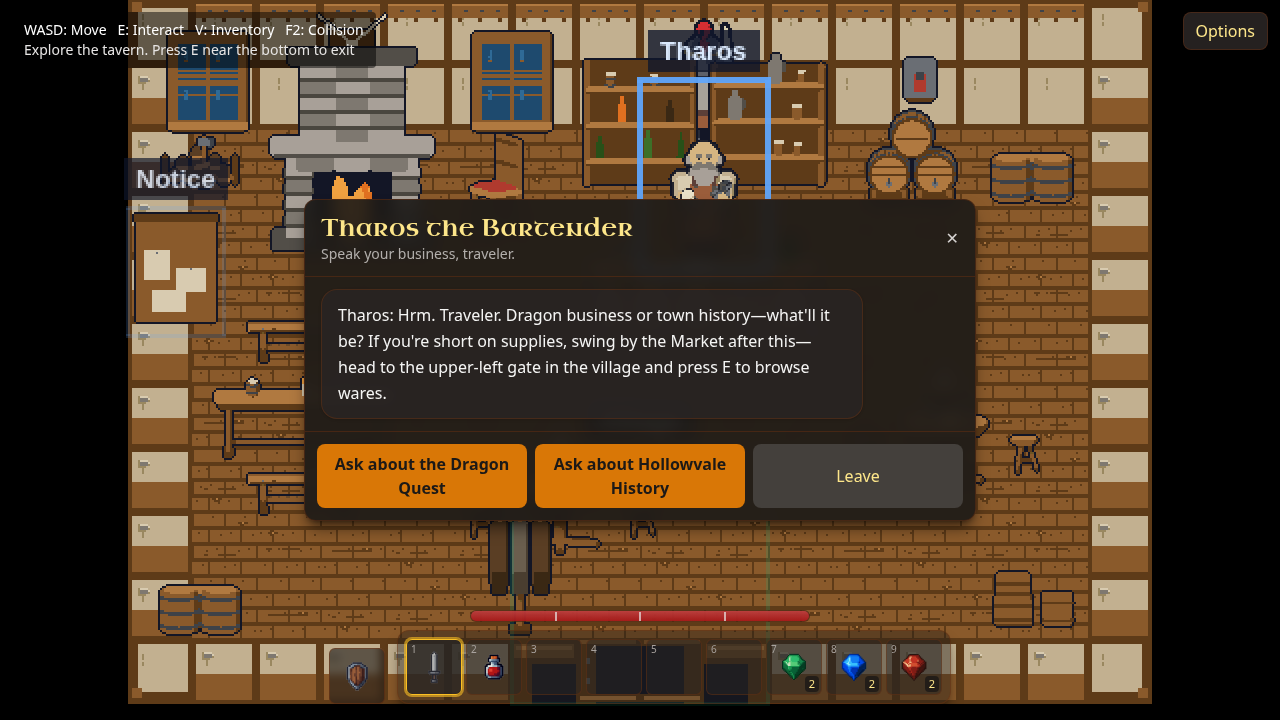 WASD: Move   E: Interact   V: Inventory   F2: Collision
Explore the tavern. Press E near the bottom to exit
Options
Tharos
Notice
Tharos the Bartender
Speak your business, traveler.
×
Tharos: Hrm. Traveler. Dragon business or town history—what'll it
be? If you're short on supplies, swing by the Market after this—
head to the upper-left gate in the village and press E to browse
wares.
Ask about the Dragon
Quest
Ask about Hollowvale
History
Leave
1 2 3 4 5 6 7 8 9
2 2 2